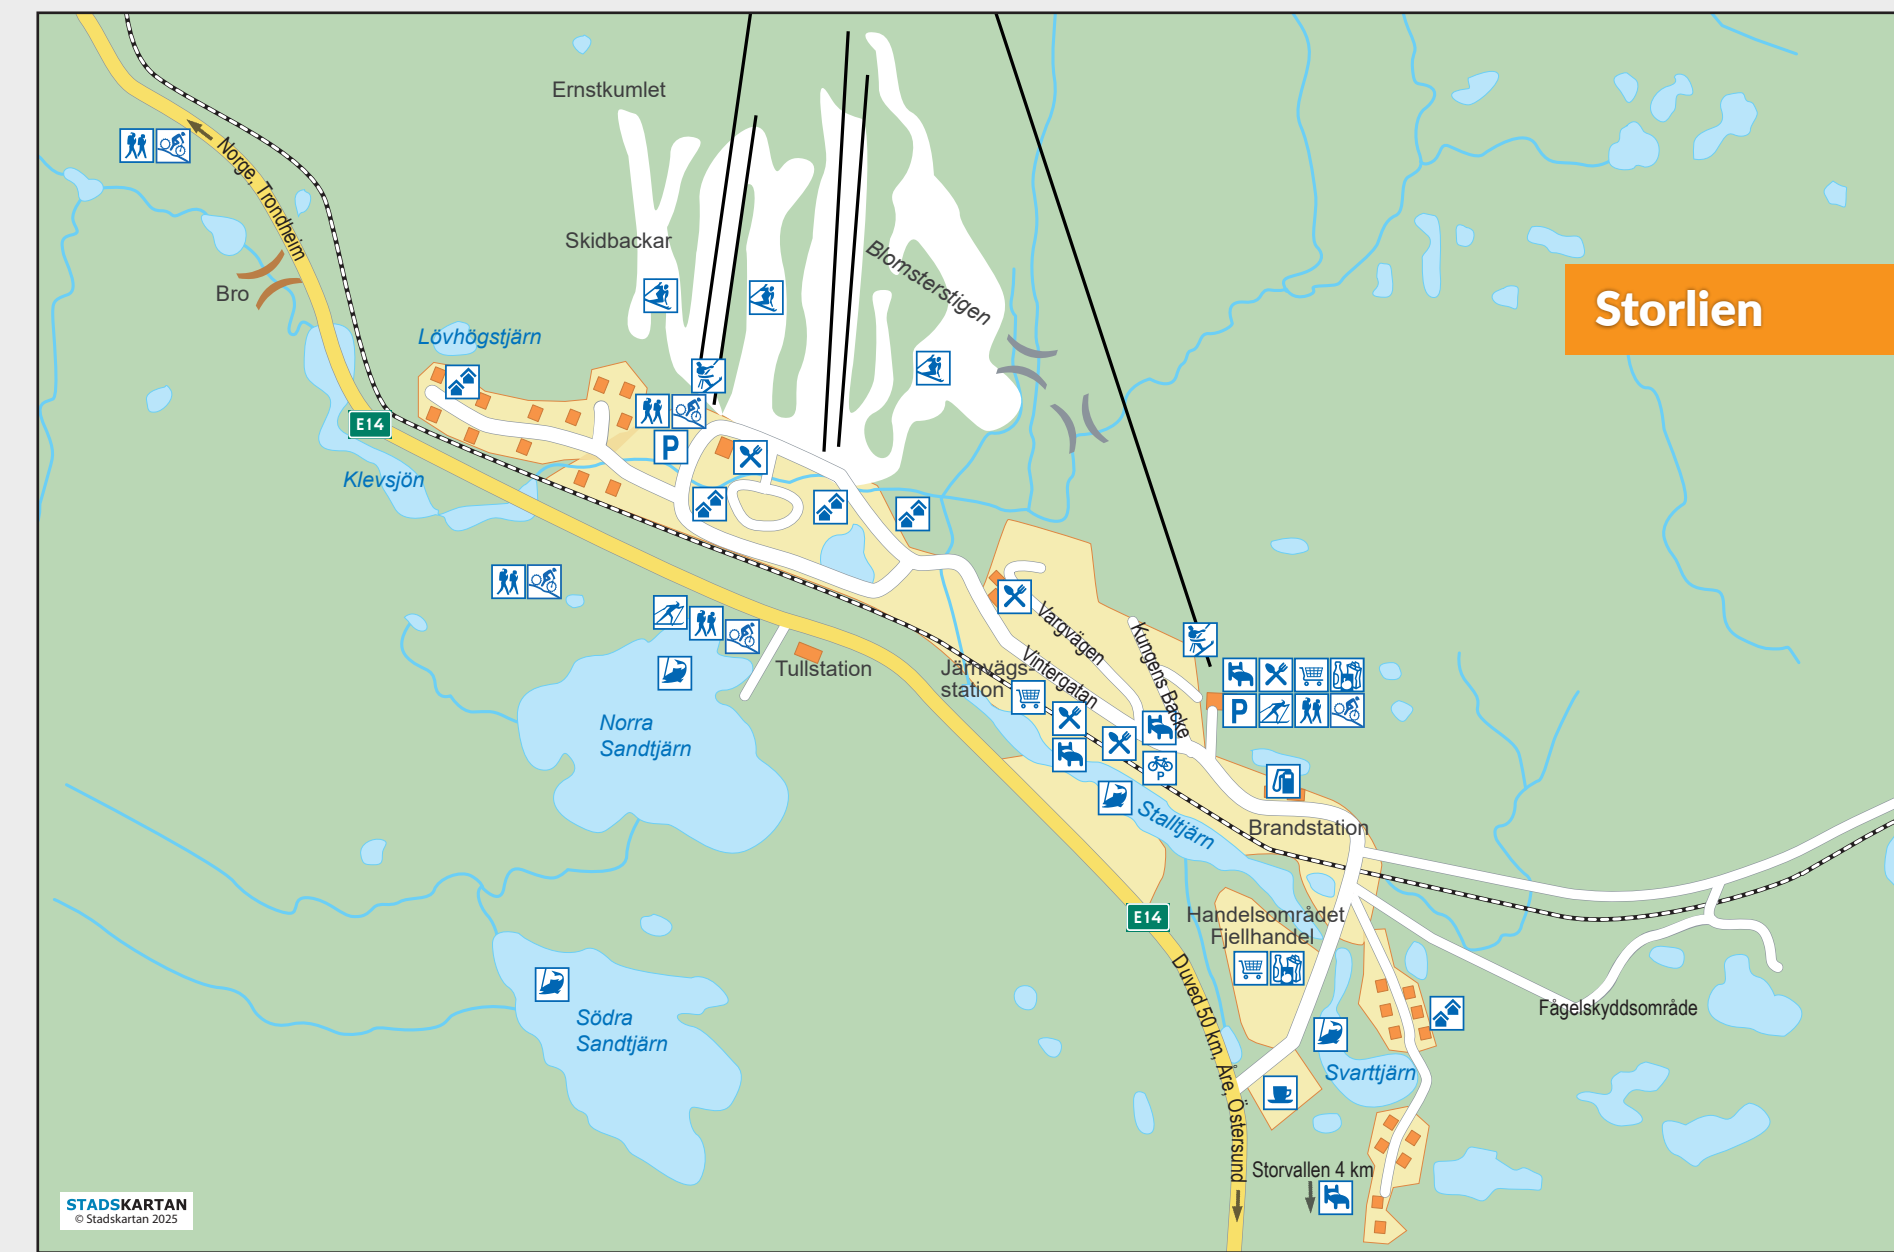 Ernstkumlet
Norge, Trondheim
Skidbackar
Blomsterstigen
Bro
Storlien
Lövhögstjärn
E14
P
Klevsjön
Vargvägen
Kungens Backe
Vintergatan
Tullstation
Järnvägs-
station
P
Norra
Sandtjärn
P
Stalltjärn
Brandstation
E14
Handelsområdet
Fjellhandel
Duved 50 km, Åre, Östersund
Södra
Sandtjärn
Fågelskyddsområde
Svarttjärn
Storvallen 4 km
STADSKARTAN
© Stadskartan 2025